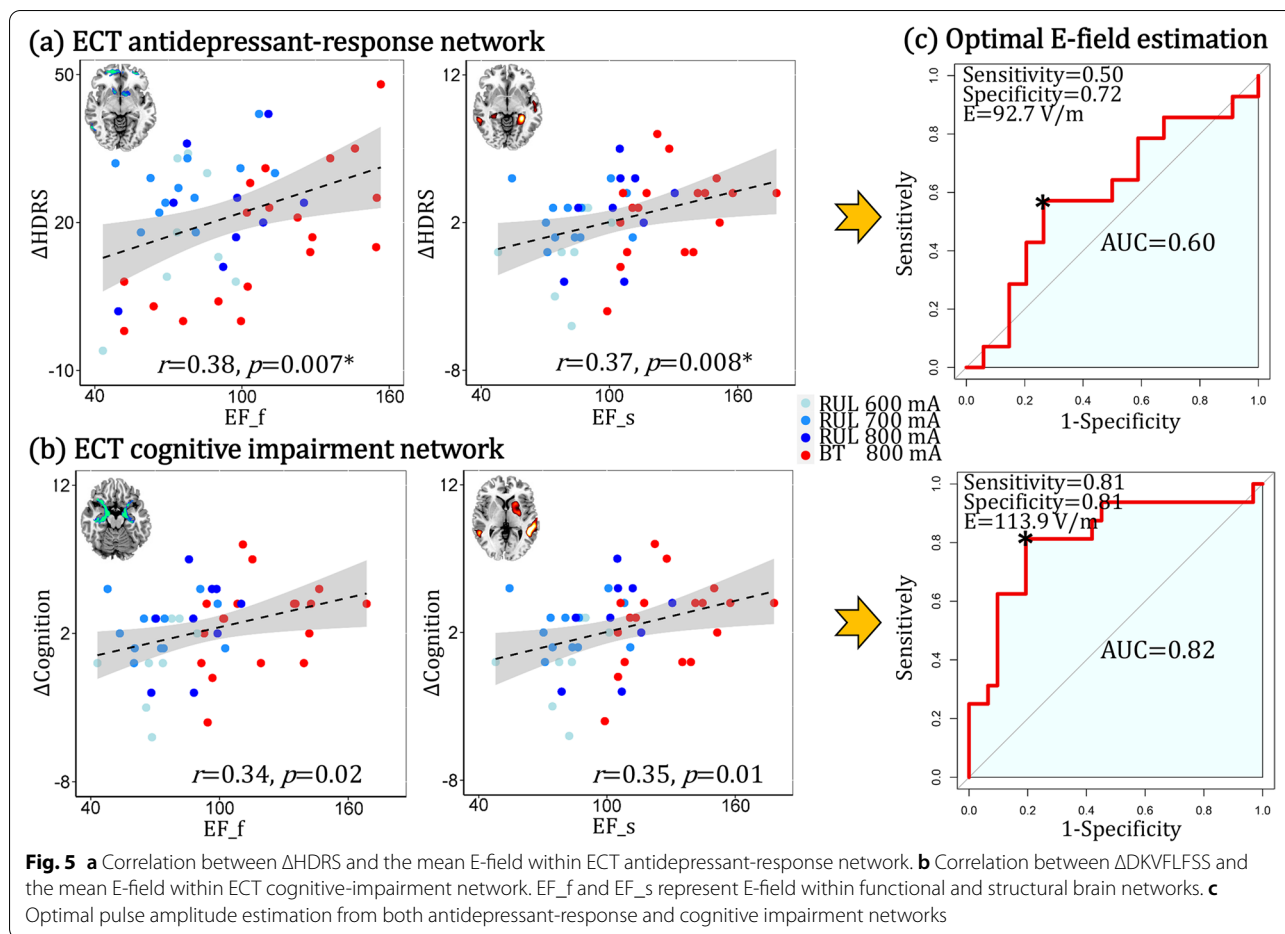 (a) ECT antidepressant-response network
50
20
-10
ΔHDRS
40
100
160
EF_f
r=0.38, p=0.007*
12
2
-8
ΔHDRS
40
100
160
EF_s
r=0.37, p=0.008*
RUL 600 mA
RUL 700 mA
RUL 800 mA
BT 800 mA
(b) ECT cognitive impairment network
12
2
-8
ΔCognition
40
100
160
EF_f
r=0.34, p=0.02
12
2
-8
ΔCognition
40
100
160
EF_s
r=0.35, p=0.01
(c) Optimal E-field estimation
Sensitivity=0.50
Specificity=0.72
E=92.7 V/m
*
AUC=0.60
Sensitively
1.0
0.8
0.6
0.4
0.2
0.0
0.0 0.2 0.4 0.6 0.8 1.0
1-Specificity
Sensitivity=0.81
Specificity=0.81
E=113.9 V/m
*
AUC=0.82
Sensitively
1.0
0.8
0.6
0.4
0.2
0.0
0.0 0.2 0.4 0.6 0.8 1.0
1-Specificity
Fig. 5 a Correlation between ΔHDRS and the mean E-field within ECT antidepressant-response network. b Correlation between ΔDKVFLFSS and
the mean E-field within ECT cognitive-impairment network. EF_f and EF_s represent E-field within functional and structural brain networks. c
Optimal pulse amplitude estimation from both antidepressant-response and cognitive impairment networks